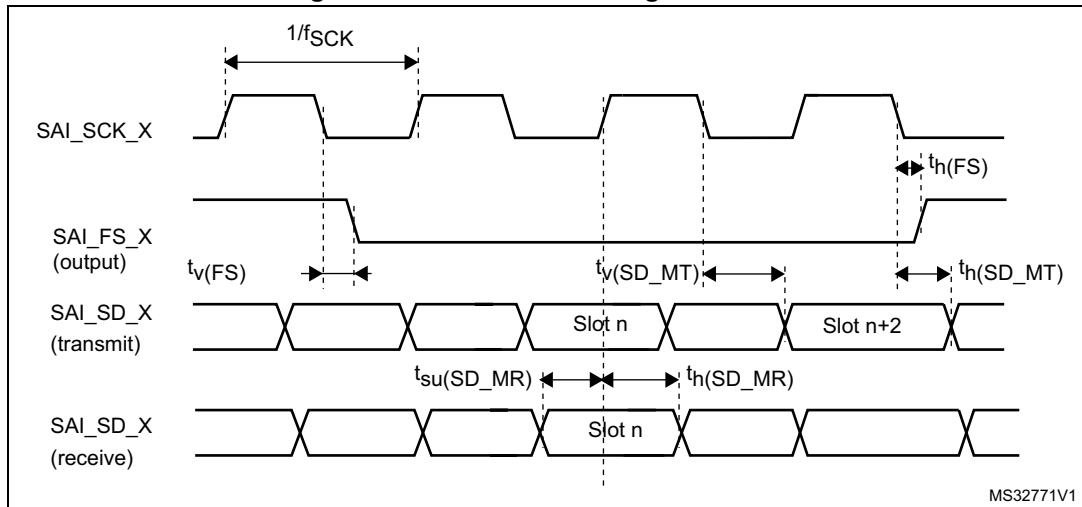 1/fSCK
SAI_SCK_X
th(FS)
SAI_FS_X
(output)
tv(FS)
tv(SD_MT)
th(SD_MT)
SAI_SD_X
(transmit)
Slot n
Slot n+2
tsu(SD_MR)
th(SD_MR)
SAI_SD_X
(receive)
Slot n
MS32771V1